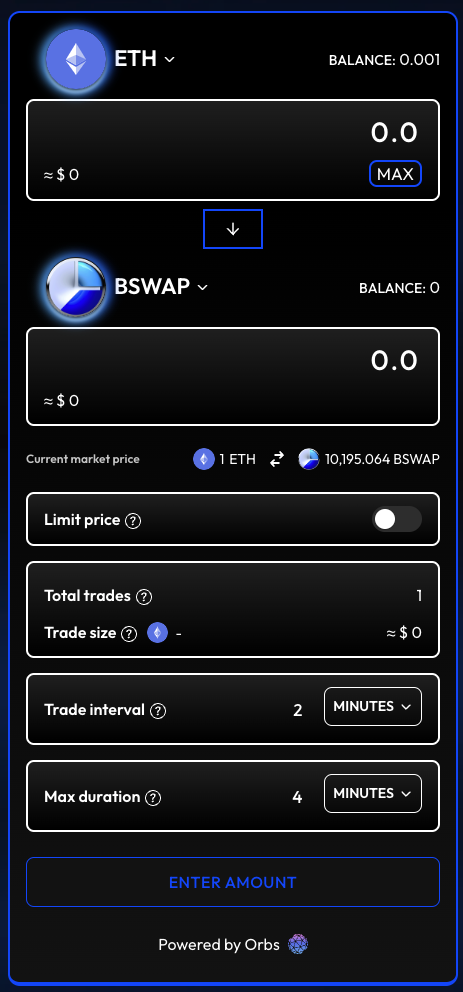 ETH BALANCE: 0.001
0.0
≈ $ 0 MAX
BSWAP BALANCE: 0
0.0
≈ $ 0
Current market price 1 ETH 10,195.064 BSWAP
Limit price ?
Total trades ? 1
Trade size ? - ≈ $ 0
Trade interval ? 2 MINUTES
Max duration ? 4 MINUTES
ENTER AMOUNT
Powered by Orbs